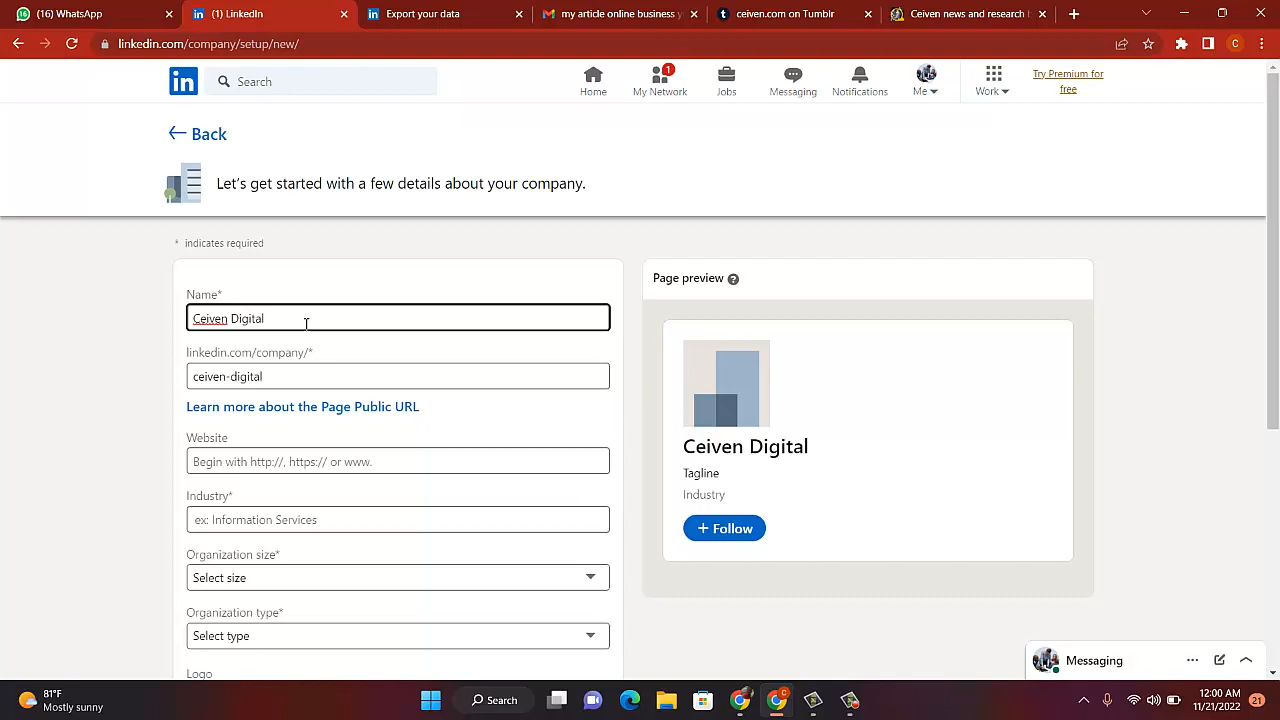 (16) WhatsApp
(1) LinkedIn
Export your data
my article online business y
ceiven.com on Tumblr
Ceiven news and research b
linkedin.com/company/setup/new/
C
in
Search
Home
1
My Network
Jobs
Messaging
Notifications
Me
Work
Try Premium for
free
← Back
Let's get started with a few details about your company.
* indicates required
Name*
Ceiven Digital
linkedin.com/company/*
ceiven-digital
Learn more about the Page Public URL
Website
Begin with http://, https:// or www.
Industry*
ex: Information Services
Organization size*
Select size
Organization type*
Select type
Logo
Page preview ?
Ceiven Digital
Tagline
Industry
+ Follow
Messaging
81°F
Mostly sunny
Search
12:00 AM
11/21/2022
21